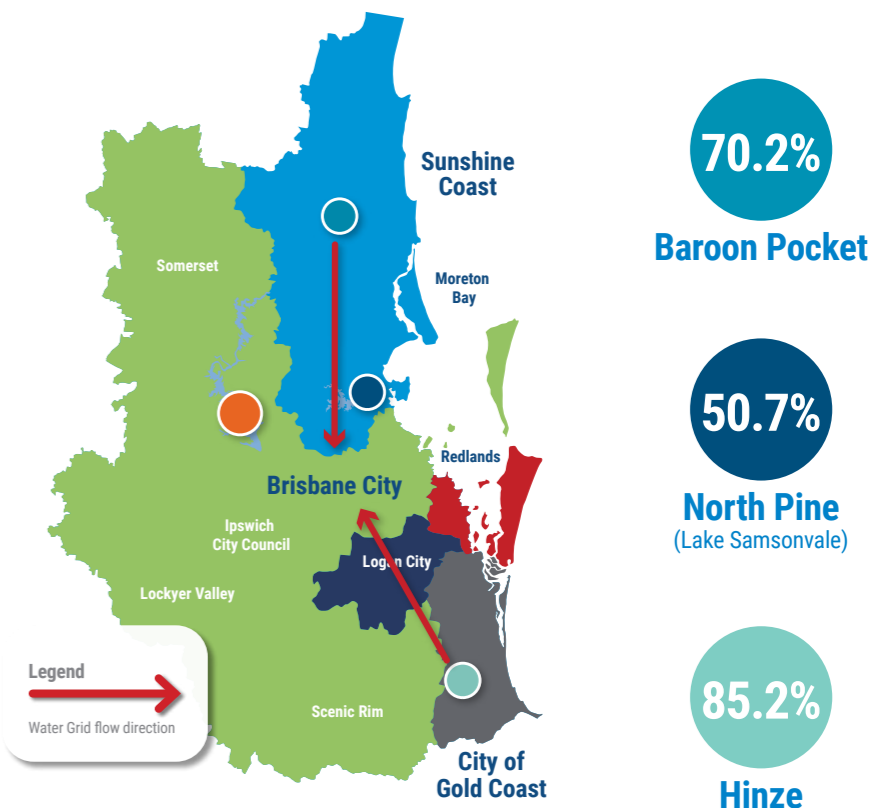 Sunshine
Coast
Somerset
Moreton
Bay
Redlands
Brisbane City
Ipswich
City Council
Logan City
Lockyer Valley
Scenic Rim
City of
Gold Coast
Legend
Water Grid flow direction
70.2%
Baroon Pocket
50.7%
North Pine
(Lake Samsonvale)
85.2%
Hinze